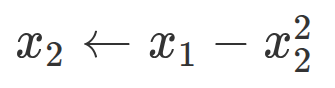 x₂ ← x₁ − x₂²